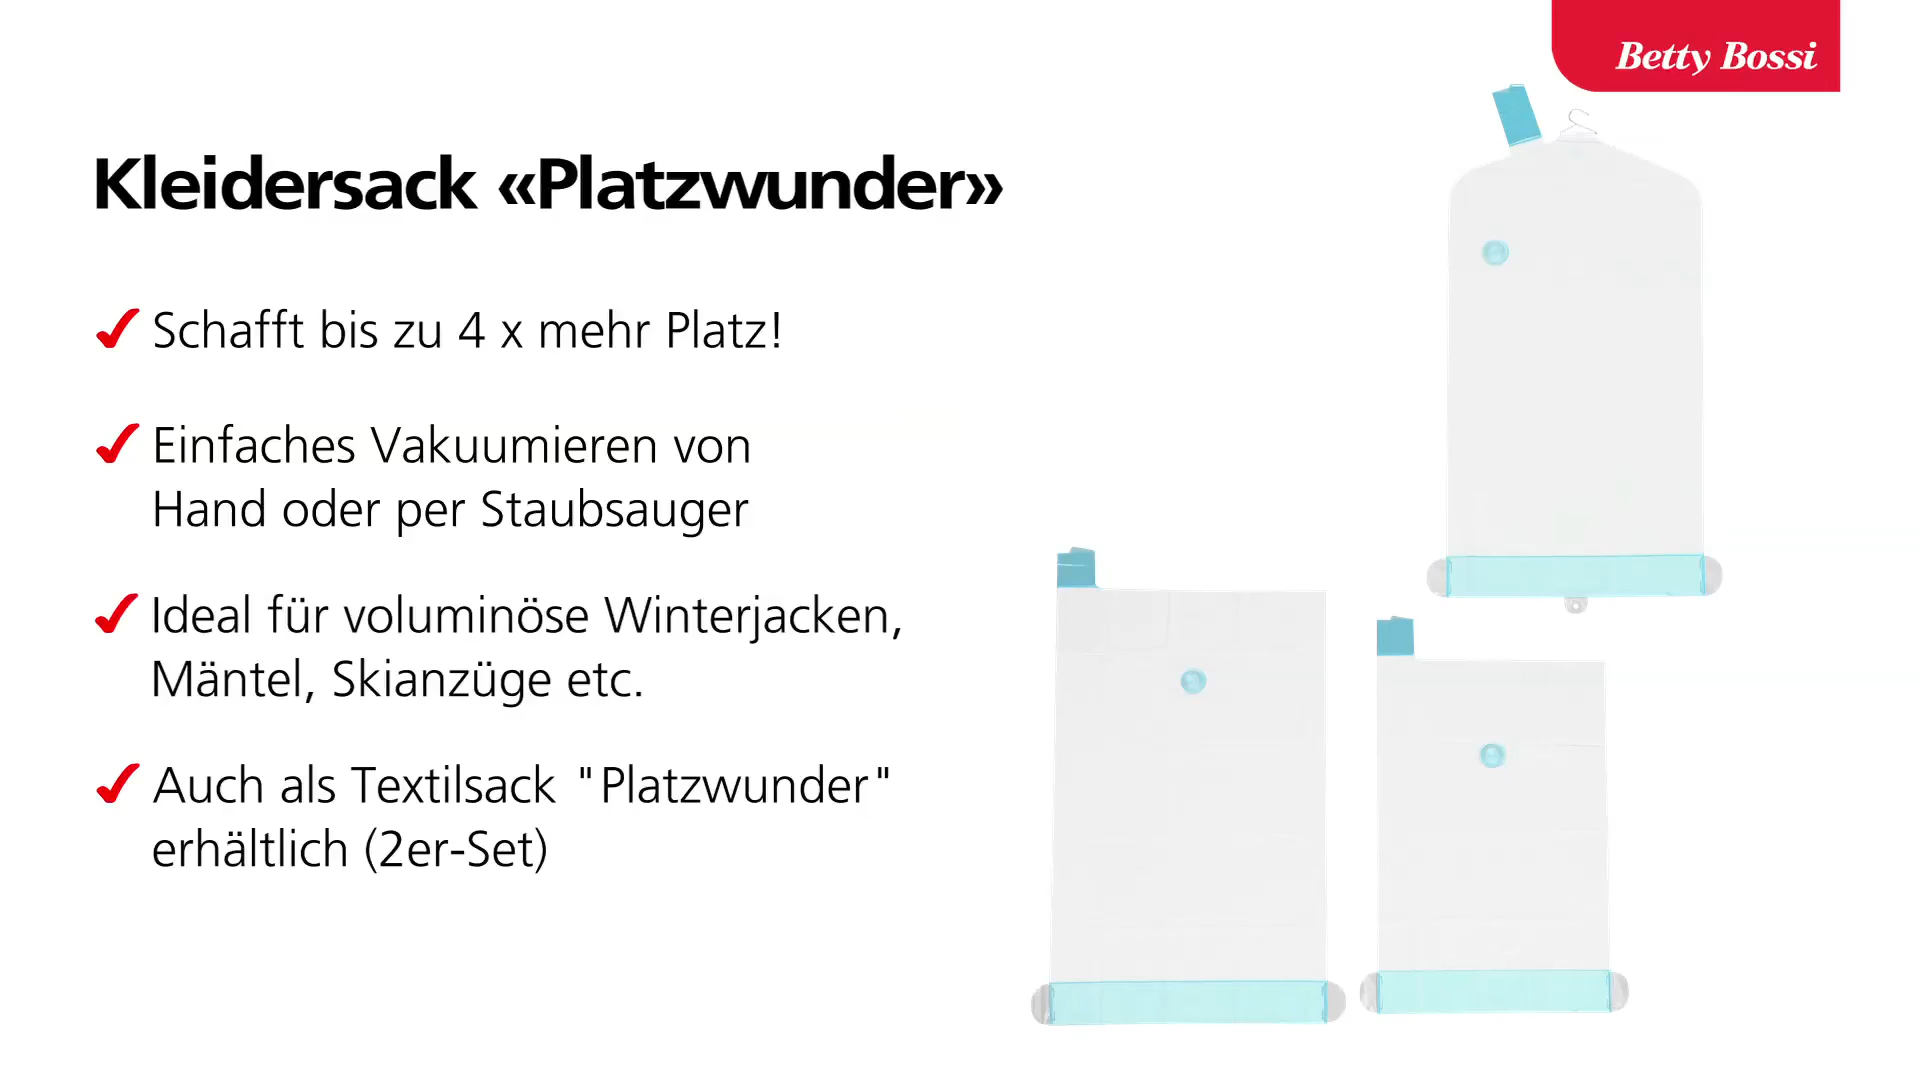 Betty Bossi
Kleidersack «Platzwunder»
Schafft bis zu 4 x mehr Platz!
Einfaches Vakuumieren von
Hand oder per Staubsauger
Ideal für voluminöse Winterjacken,
Mäntel, Skianzüge etc.
Auch als Textilsack "Platzwunder"
erhältlich (2er-Set)